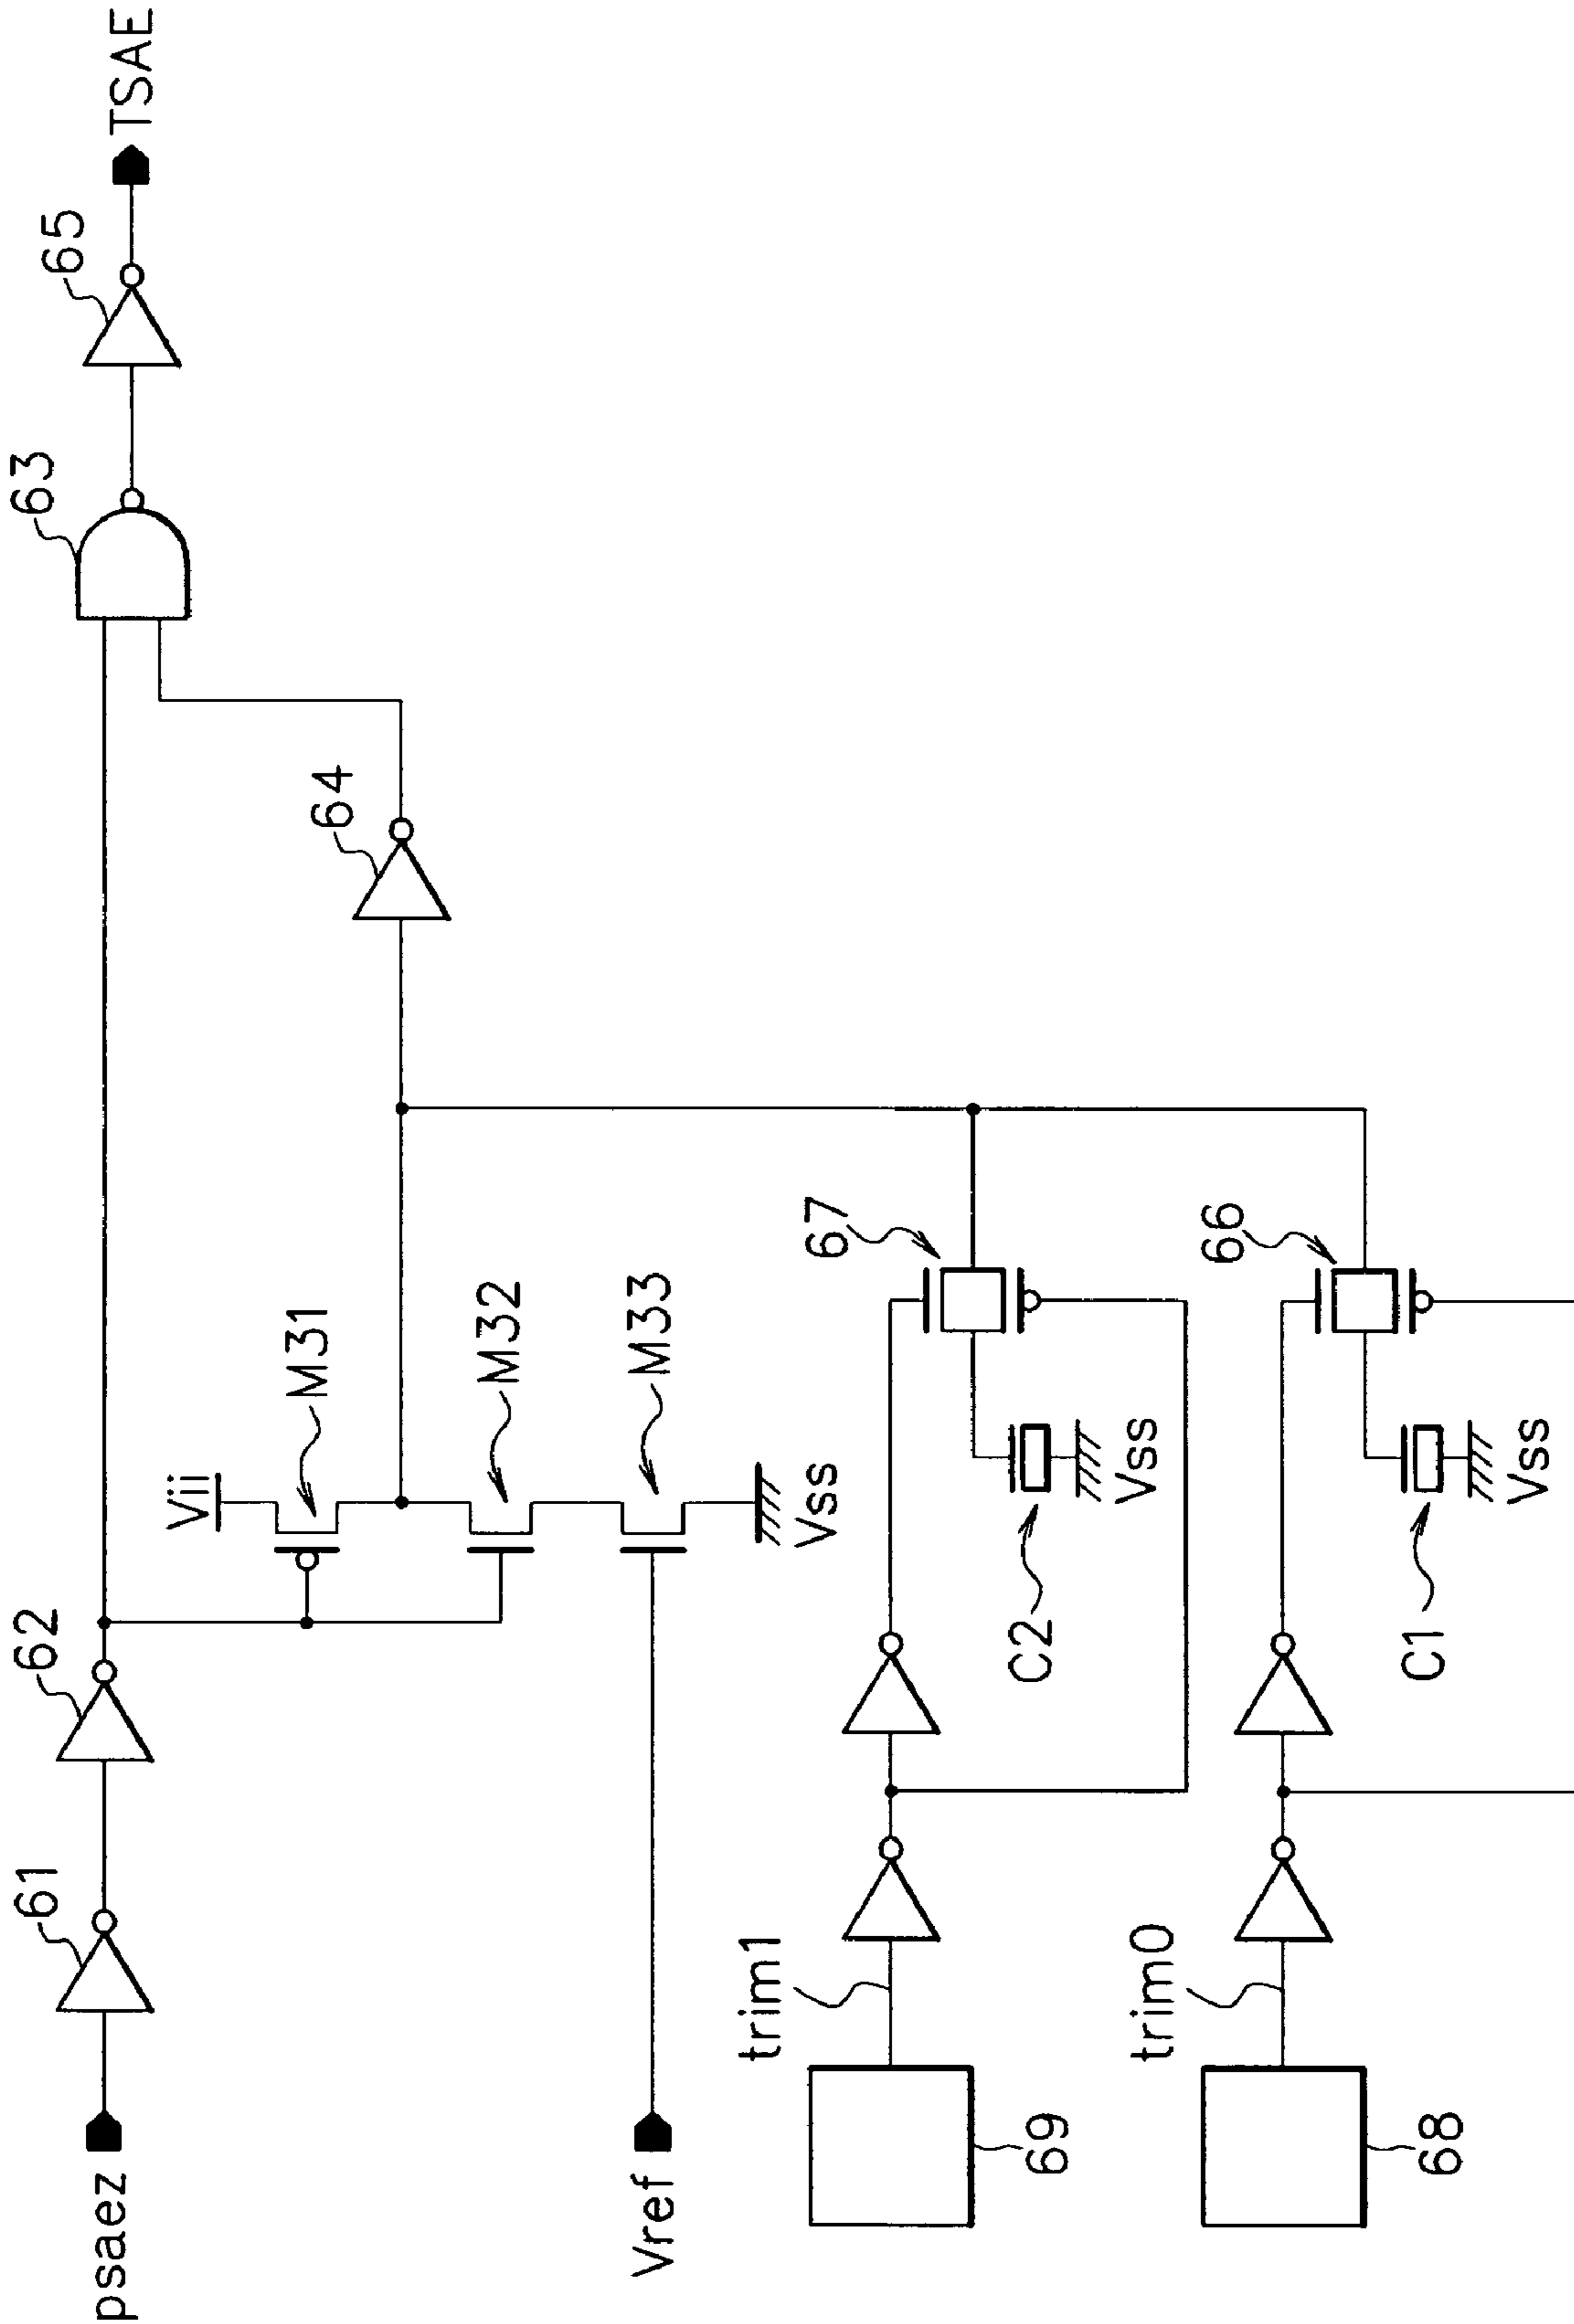 psaez
61
62
63
65
TSAE
64
Vii
M31
M32
M33
Vss
Vref
trim1
69
67
C2
Vss
trim0
68
66
C1
Vss